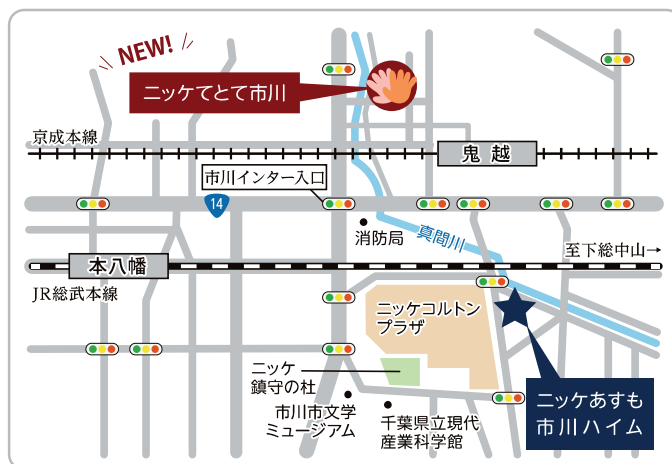 NEW!
ニッケてとて市川
京成本線
鬼越
市川インター入口
14
消防局
真間川
至下総中山→
本八幡
JR総武本線
ニッケコルトン
プラザ
ニッケ
鎮守の杜
市川市文学
ミュージアム
千葉県立現代
産業科学館
ニッケあすも
市川ハイム